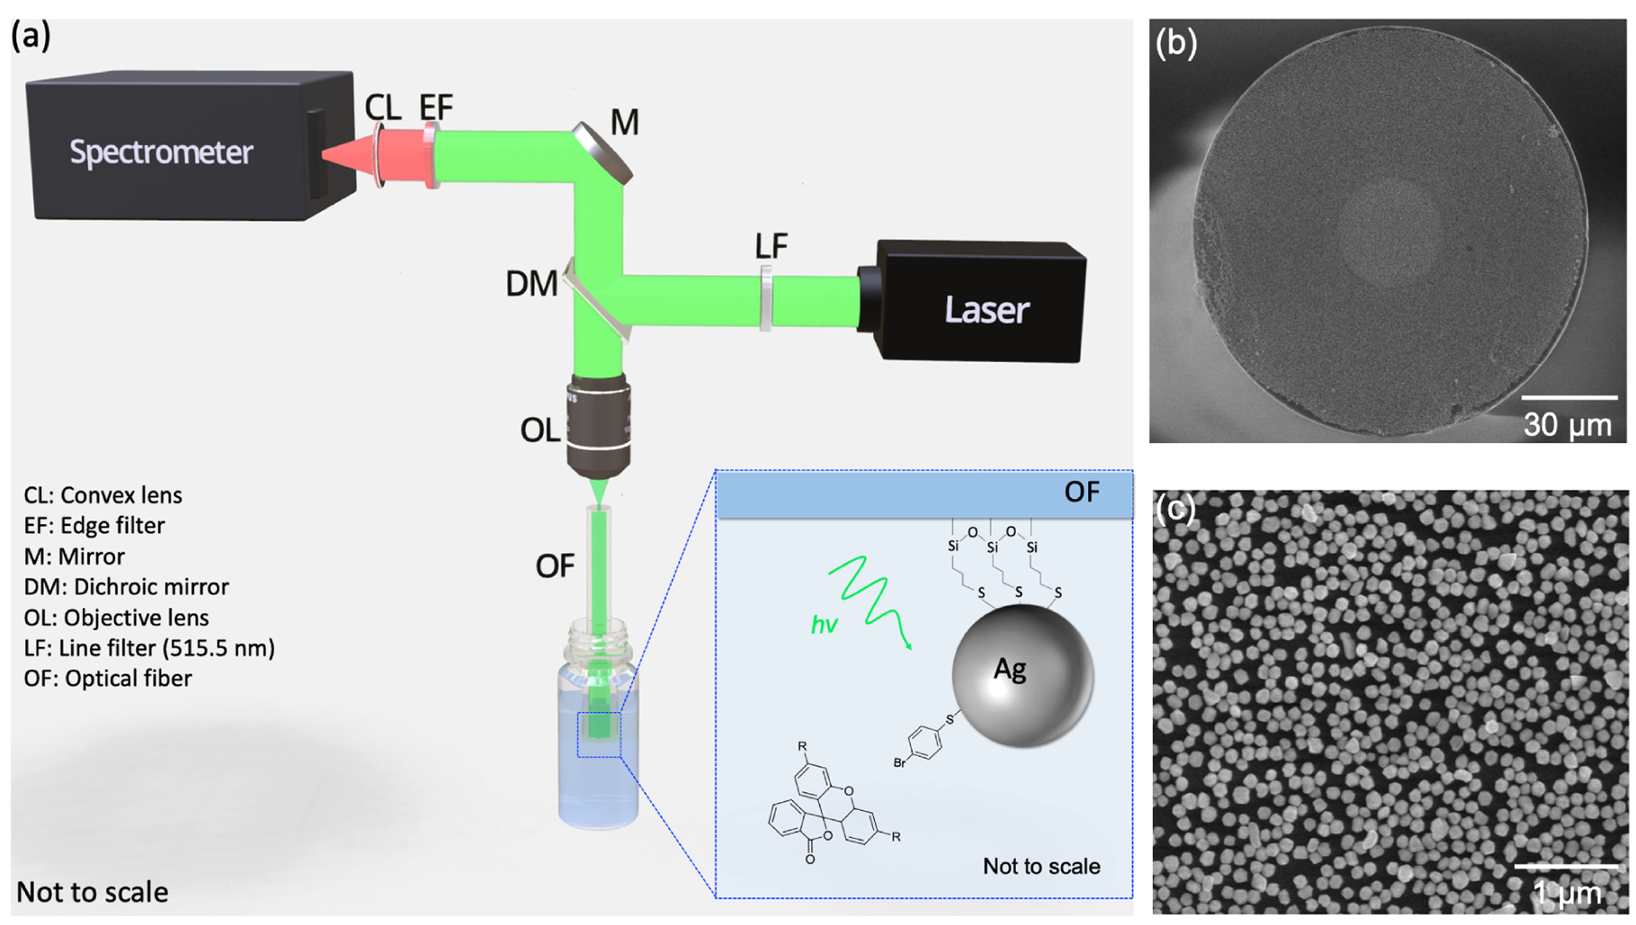 (a)
Spectrometer
CL EF
M
DM
LF
Laser
OL
OF
CL: Convex lens
EF: Edge filter
M: Mirror
DM: Dichroic mirror
OL: Objective lens
LF: Line filter (515.5 nm)
OF: Optical fiber
Not to scale
OF
O O
Si Si Si
S S S
hν
Ag
S
Br
R
O
O
R
O
Not to scale
(b)
30 μm
(c)
1 μm